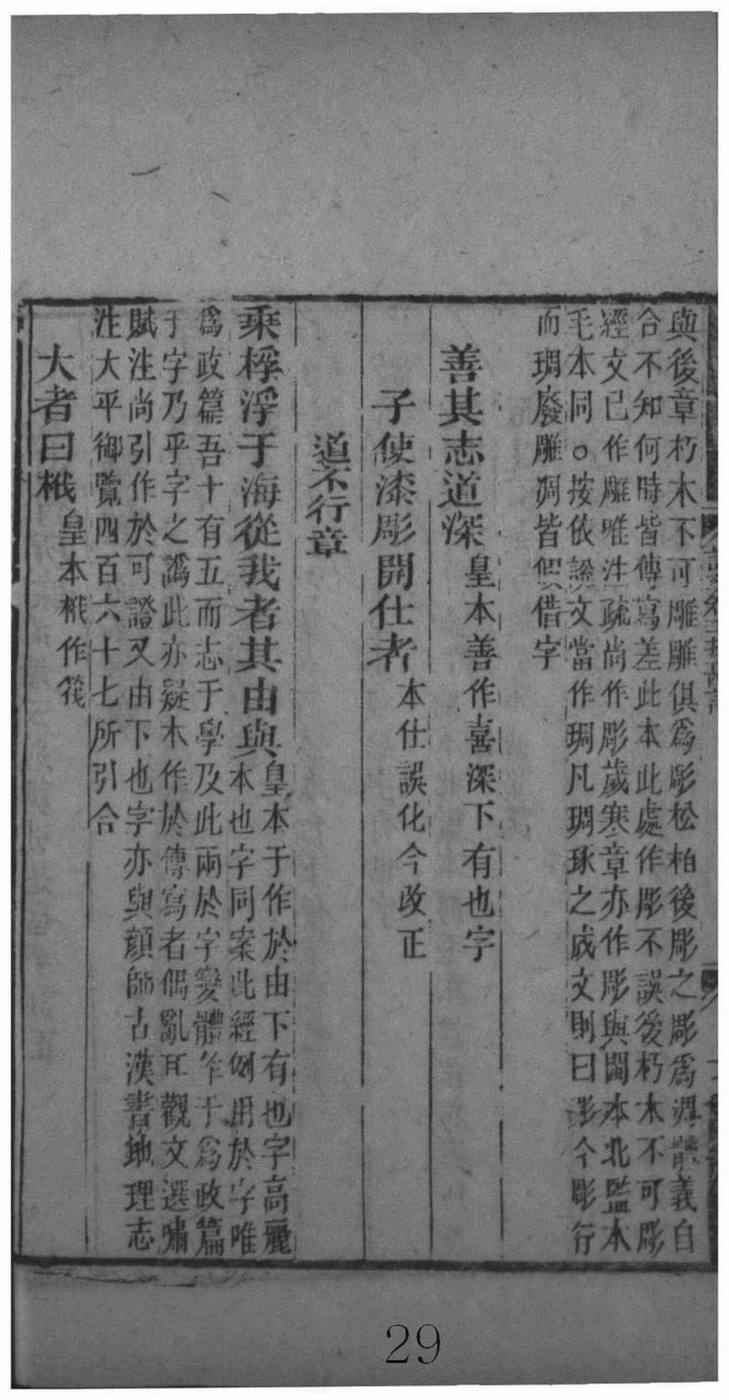 與後章朽木不可雕雕俱爲彫松柏後彫之彫爲凋體義自
合不知何時皆傳寫差此本此處作彫不誤後朽木不可彫
經文已作雕唯注疏尚作彫歲寒章亦作彫與閩本北監本
毛本同○按依說文當作琱凡琱琢之成文則曰彫今彫行
而琱廢雕凋皆假借字
善其志道深皇本善作喜深下有也字
子使漆彫開仕者本仕誤化今改正
道不行章
乘桴浮于海從我者其由與皇本于作於由下有也字高麗
本也字同案此經例用於字唯
爲政篇吾十有五而志于學及此兩於字變體作于爲政篇
于字乃乎字之譌此亦疑本作於傳寫者偶亂耳觀文選嘯
賦注尚引作於可證又由下也字亦與顏師古漢書地理志
注大平御覽四百六十七所引合
大者曰栰皇本栰作筏
29